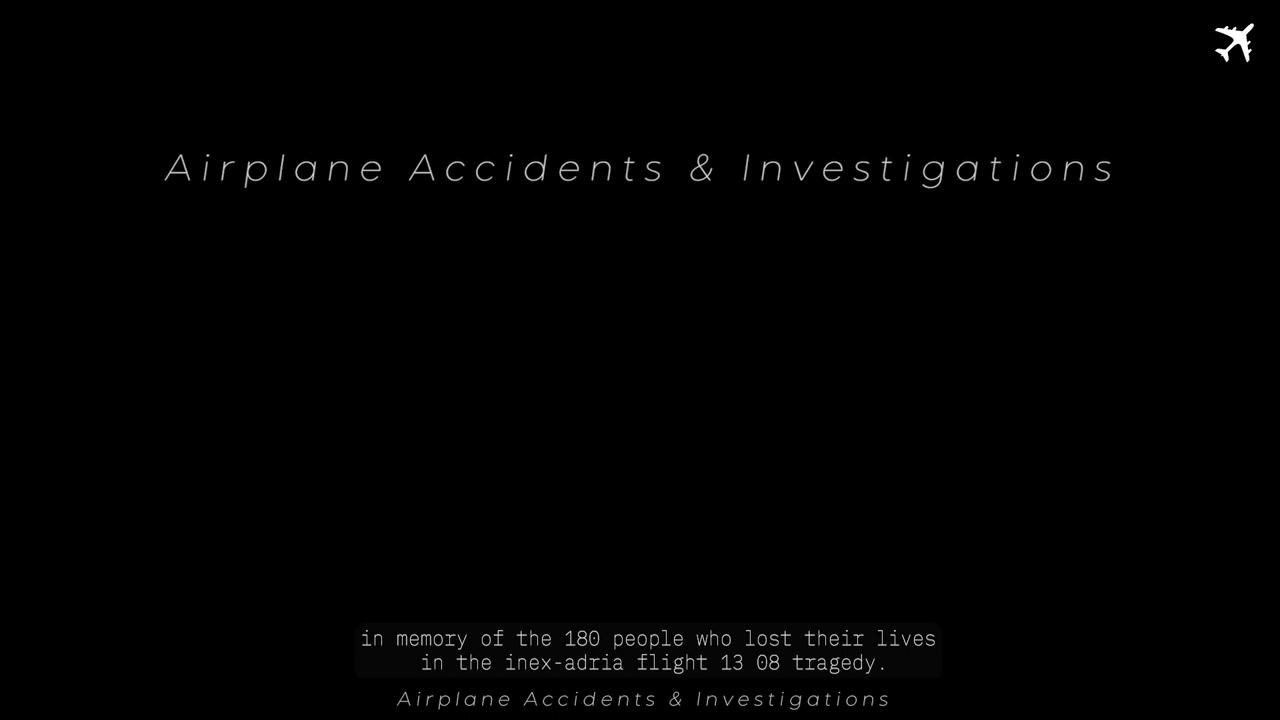 Airplane Accidents & Investigations
in memory of the 180 people who lost their lives
in the inex-adria flight 13 08 tragedy.
Airplane Accidents & Investigations